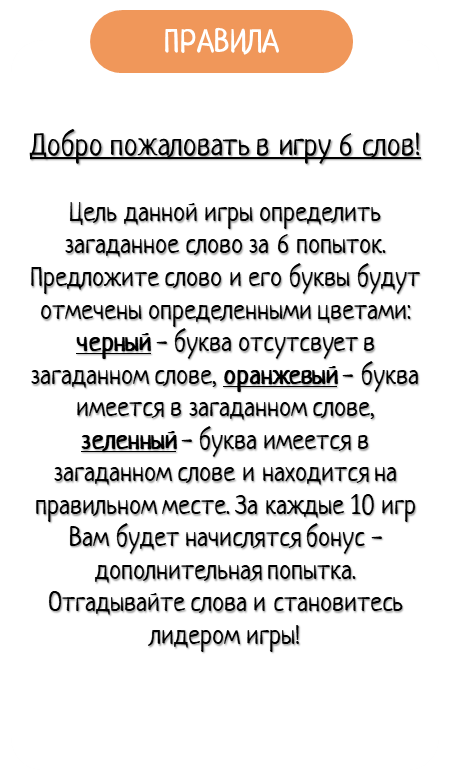 ПРАВИЛА
Добро пожаловать в игру 6 слов!
Цель данной игры определить
загаданное слово за 6 попыток.
Предложите слово и его буквы будут
отмечены определенными цветами:
черный - буква отсутсвует в
загаданном слове, оранжевый - буква
имеется в загаданном слове,
зеленный - буква имеется в
загаданном слове и находится на
правильном месте. За каждые 10 игр
Вам будет начислятся бонус -
дополнительная попытка.
Отгадывайте слова и становитесь
лидером игры!